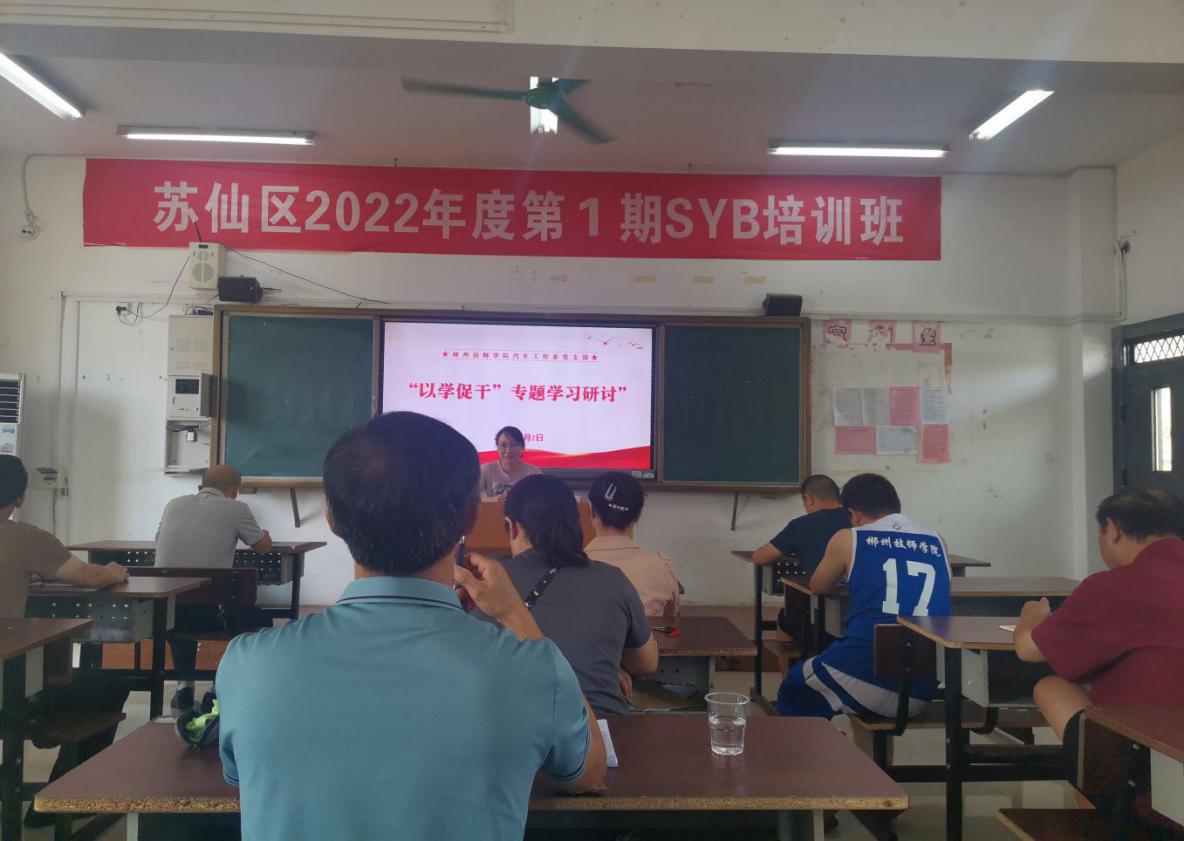 苏仙区2022年度第1期SYB培训班
★郴州技师学院汽车工程系党支部★
“以学促干”专题学习研讨”
月2日
郴州技师学院
17